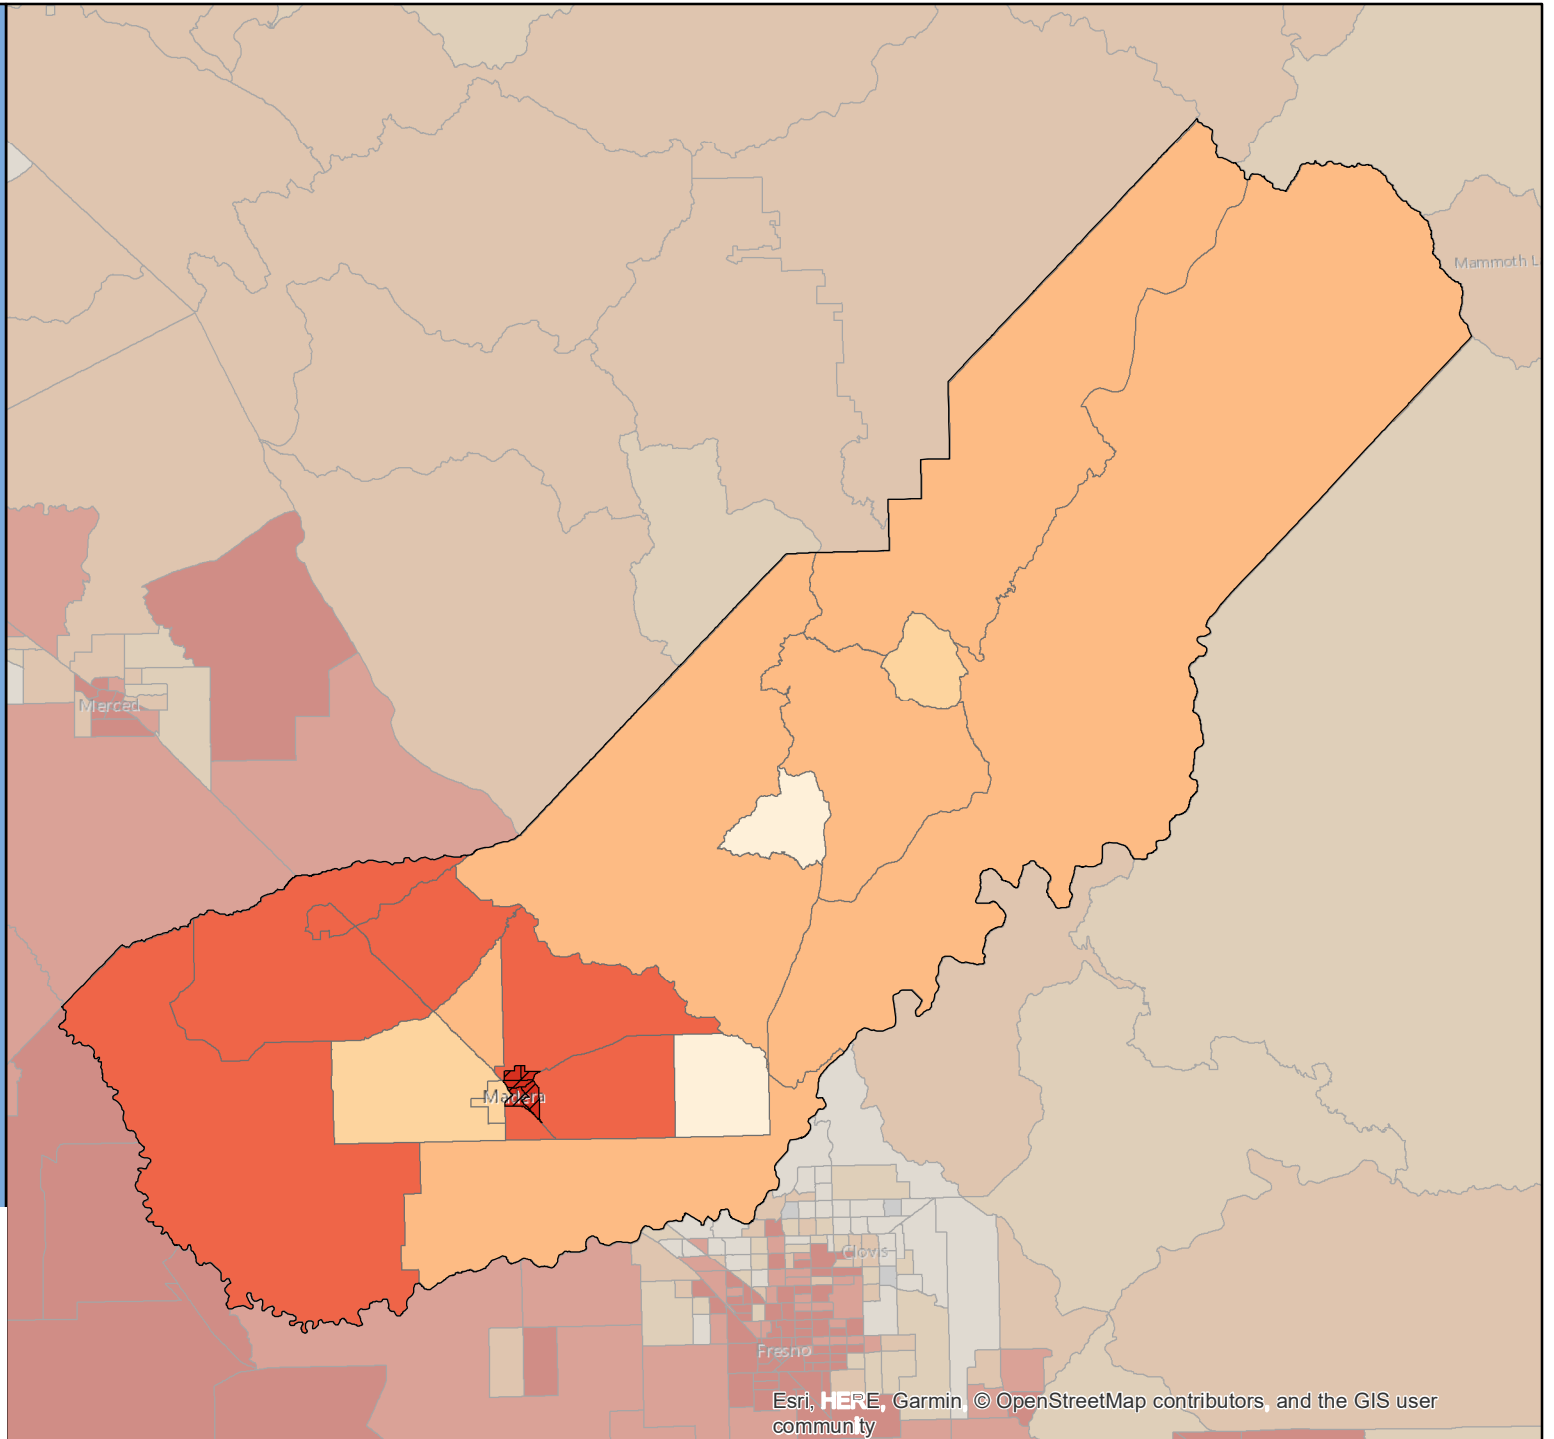 Mammoth L
Merced
Madera
Clovis
Fresno
Esri, HERE, Garmin, © OpenStreetMap contributors, and the GIS user
community